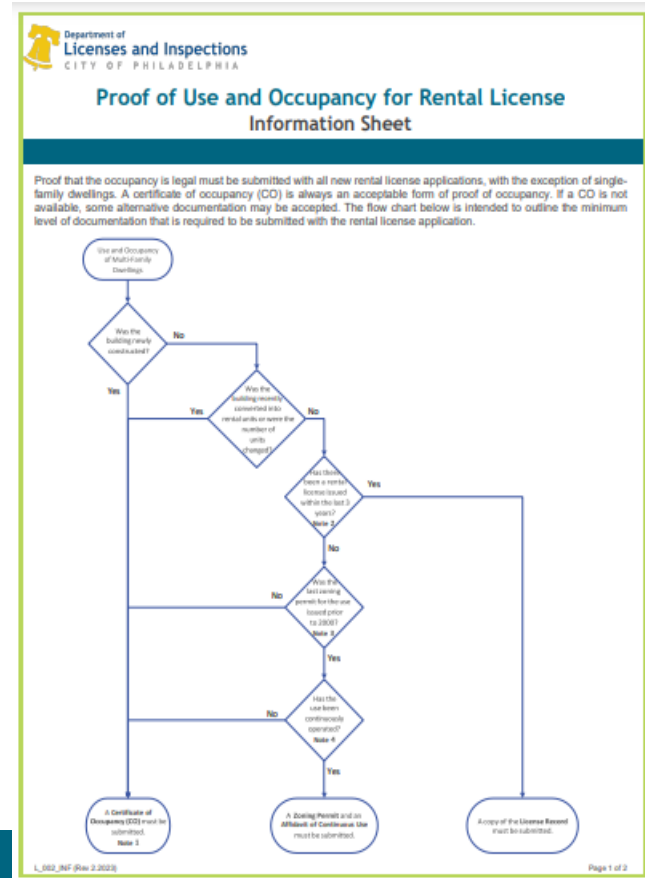 Department of
Licenses and Inspections
CITY OF PHILADELPHIA
Proof of Use and Occupancy for Rental License
Information Sheet
Proof that the occupancy is legal must be submitted with all new rental license applications, with the exception of single-
family dwellings. A certificate of occupancy (CO) is always an acceptable form of proof of occupancy. If a CO is not
available, some alternative documentation may be accepted. The flow chart below is intended to outline the minimum
level of documentation that is required to be submitted with the rental license application.
Use and Occupancy
of Multi-Family
Dwellings
Was the
building newly
constructed?
No
Yes
Was the
building recently
converted into
rental units or were the
number of
units
changed?
Yes
No
Has there
been a rental
license issued
within the last 3
years?
Note 2
Yes
No
Was the
last zoning
permit for the use
issued prior
to 2008?
Note 3
No
Yes
Has the
use been
continuously
operated?
Note 4
No
Yes
A Certificate of
Occupancy (CO) must be
submitted.
Note 1
A Zoning Permit and an
Affidavit of Continuous Use
must be submitted.
A copy of the License Record
must be submitted.
L_002_INF (Rev 2.2023)
Page 1 of 2